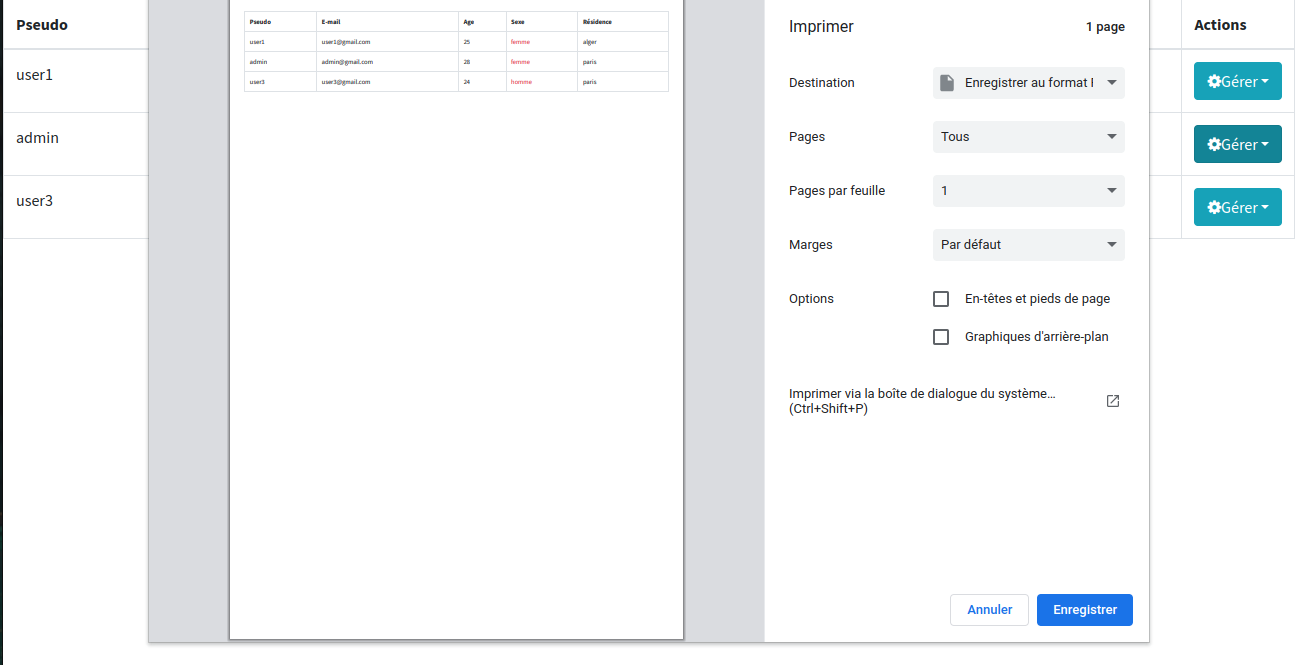 Pseudo
user1
admin
user3
Pseudo E-mail Age Sexe Résidence
user1 user1@gmail.com 25 femme alger
admin admin@gmail.com 28 femme paris
user3 user3@gmail.com 24 homme paris
Imprimer 1 page
Destination Enregistrer au format
Pages Tous
Pages par feuille 1
Marges Par défaut
Options En-têtes et pieds de page
Graphiques d'arrière-plan
Imprimer via la boîte de dialogue du système…
(Ctrl+Shift+P)
Annuler Enregistrer
Actions
Gérer
Gérer
Gérer